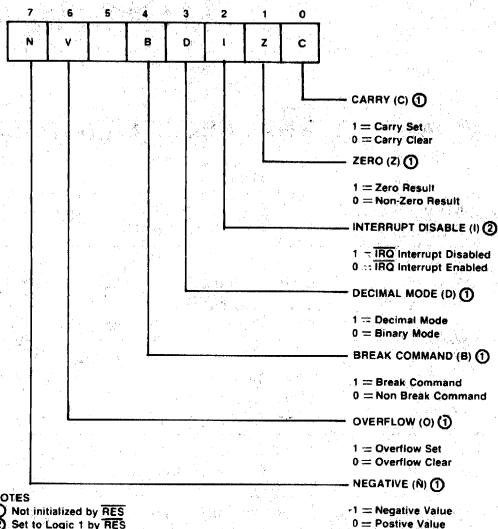 7 6 5 4 3 2 1 0
N V B D I Z C
CARRY (C) ①
1 = Carry Set
0 = Carry Clear
ZERO (Z) ①
1 = Zero Result
0 = Non-Zero Result
INTERRUPT DISABLE (I) ②
1 = IRQ Interrupt Disabled
0 = IRQ Interrupt Enabled
DECIMAL MODE (D) ①
1 = Decimal Mode
0 = Binary Mode
BREAK COMMAND (B) ①
1 = Break Command
0 = Non Break Command
OVERFLOW (O) ①
1 = Overflow Set
0 = Overflow Clear
NEGATIVE (N) ①
1 = Negative Value
0 = Postive Value
OTES
Not initialized by RES
Set to Logic 1 by RES